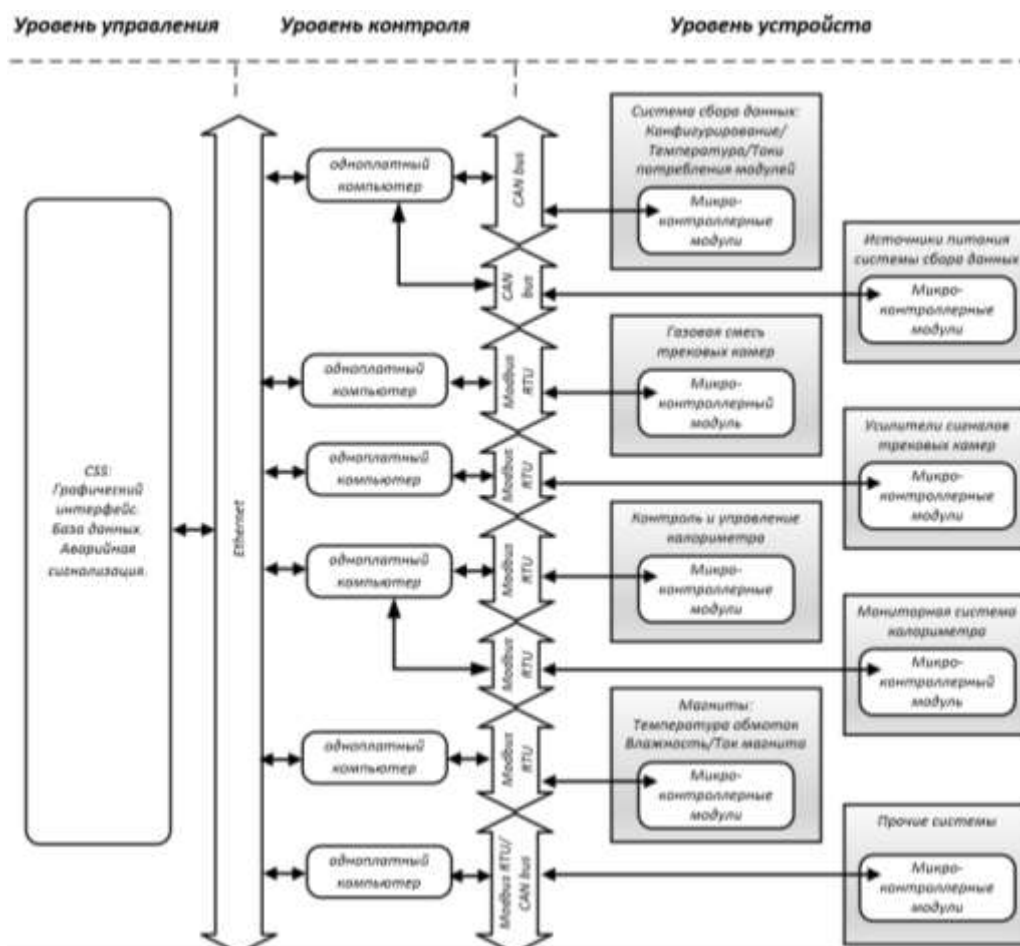 Уровень управления
Уровень контроля
Уровень устройств
CSS:
Графический
интерфейс.
База данных.
Аварийная
сигнализация.
Ethernet
одноплатный
компьютер
одноплатный
компьютер
одноплатный
компьютер
одноплатный
компьютер
одноплатный
компьютер
одноплатный
компьютер
CAN bus
CAN
bus
Modbus
RTU
Modbus
RTU
Modbus
RTU
Modbus
RTU
Modbus
RTU
Modbus RTU/
CAN bus
Система сбора данных:
Конфигурирование/
Температура/Токи
потребления модулей
Микро-
контроллерные
модули
Источники питания
системы сбора данных
Микро-
контроллерные
модули
Газовая смесь
трековых камер
Микро-
контроллерный
модуль
Усилители сигналов
трековых камер
Микро-
контроллерные
модули
Контроль и управление
калориметра
Микро-
контроллерные
модули
Мониторная система
калориметра
Микро-
контроллерный
модуль
Магниты:
Температура обмоток
Влажность/Ток магнита
Микро-
контроллерные
модули
Прочие системы
Микро-
контроллерные
модули